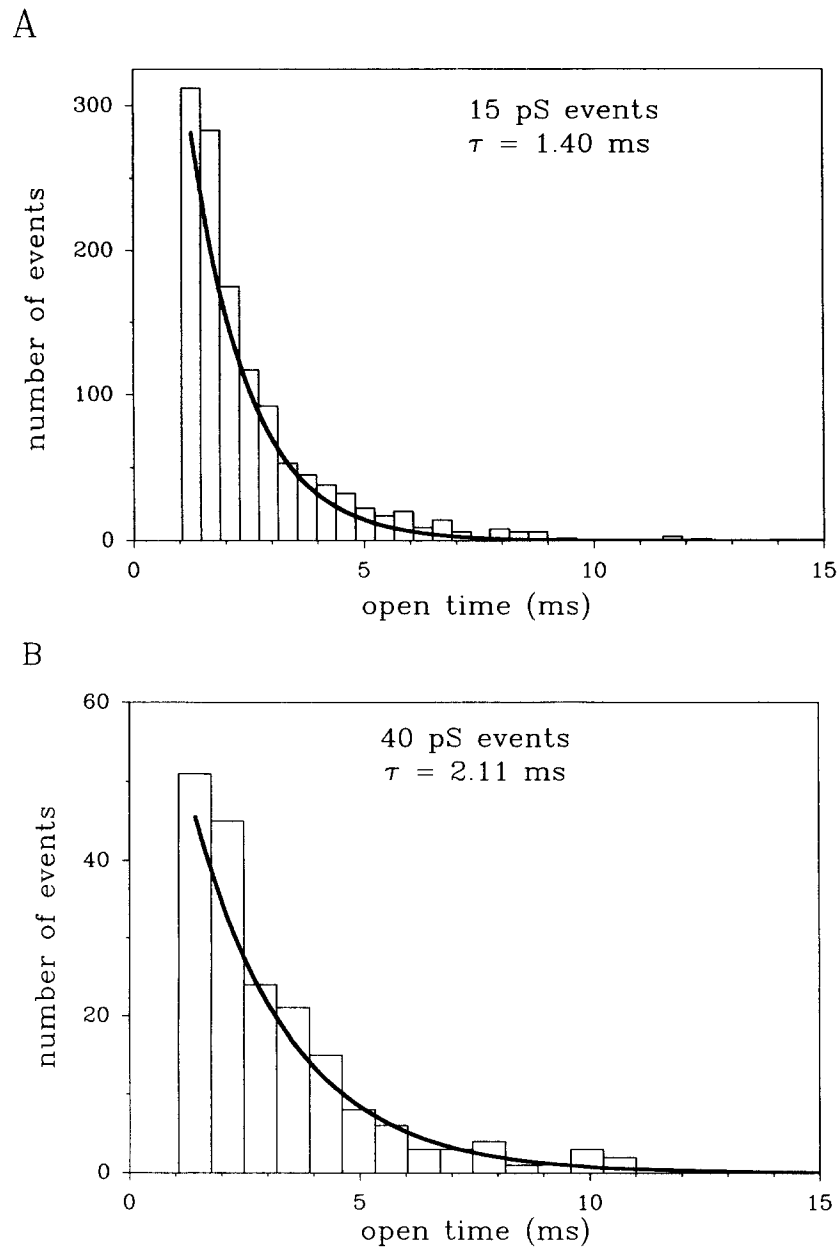 A
300
200
100
0
number of events
15 pS events
τ = 1.40 ms
0 5 10 15
open time (ms)
B
60
40
20
0
number of events
40 pS events
τ = 2.11 ms
0 5 10 15
open time (ms)